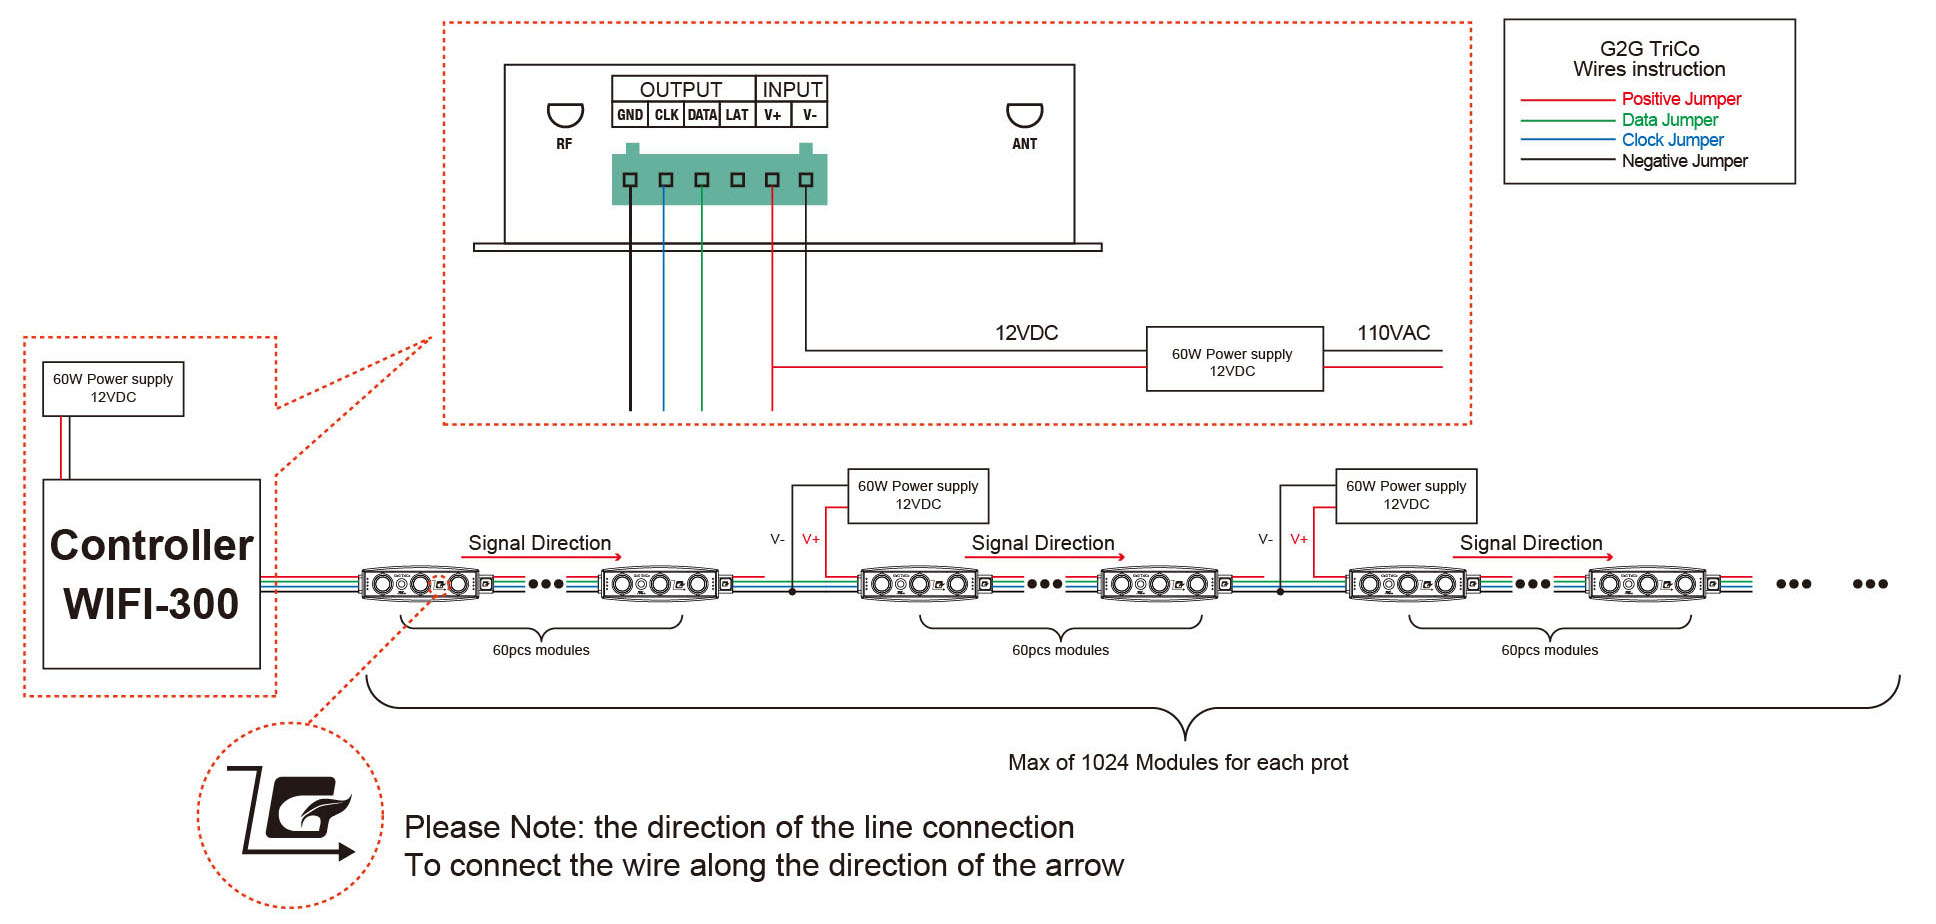 OUTPUT INPUT
GND CLK DATA LAT V+ V-
RF
ANT
12VDC
110VAC
60W Power supply
12VDC
G2G TriCo
Wires instruction
Positive Jumper
Data Jumper
Clock Jumper
Negative Jumper
60W Power supply
12VDC
Controller
WIFI-300
Signal Direction
60pcs modules
60W Power supply
12VDC
V- V+
Signal Direction
60pcs modules
60W Power supply
12VDC
V- V+
Signal Direction
60pcs modules
Max of 1024 Modules for each prot
Please Note: the direction of the line connection
To connect the wire along the direction of the arrow